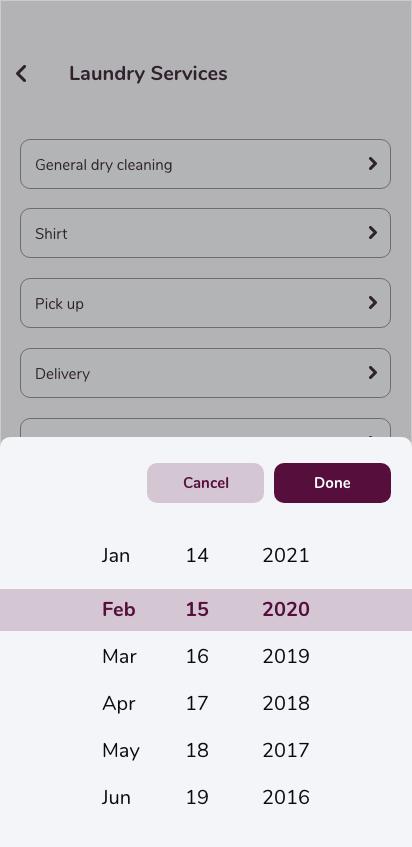 Laundry Services
General dry cleaning
Shirt
Pick up
Delivery
Cancel Done
Jan 14 2021
Feb 15 2020
Mar 16 2019
Apr 17 2018
May 18 2017
Jun 19 2016